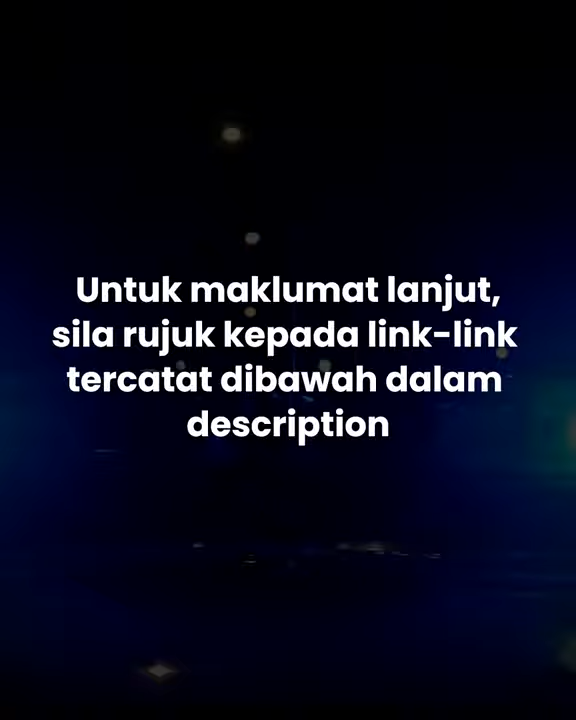 Untuk maklumat lanjut,
sila rujuk kepada link-link
tercatat dibawah dalam
description